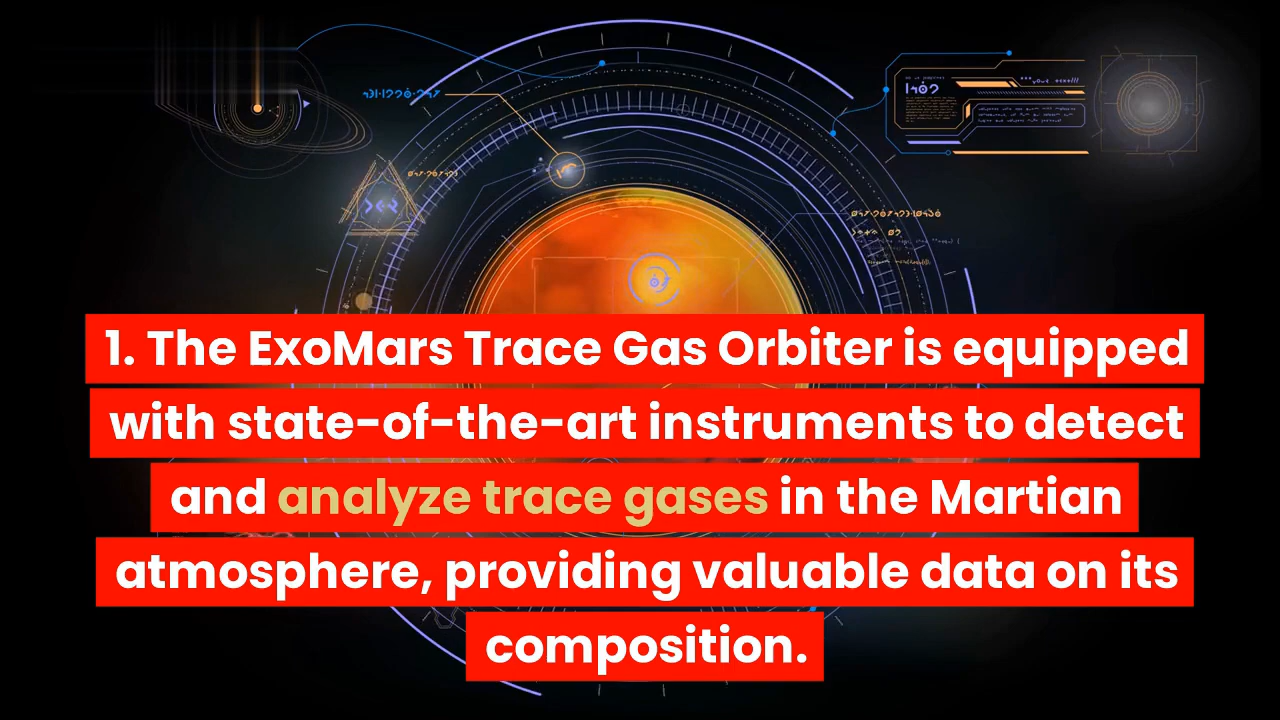 1. The ExoMars Trace Gas Orbiter is equipped
with state-of-the-art instruments to detect
and analyze trace gases in the Martian
atmosphere, providing valuable data on its
composition.